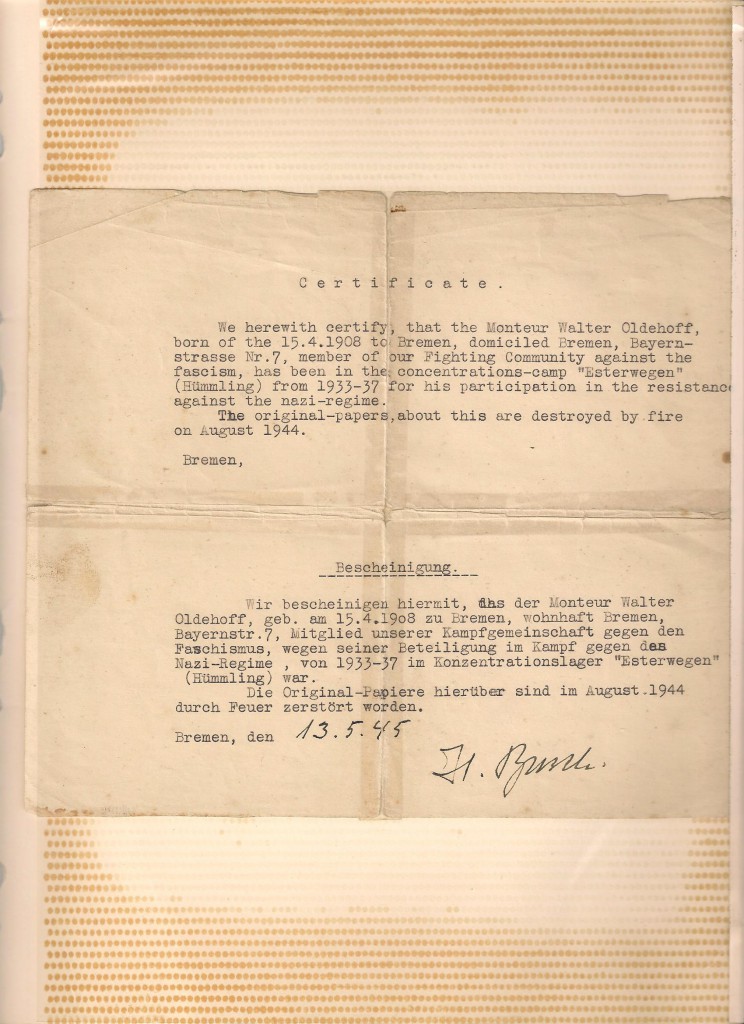 Certificate.
We herewith certify, that the Monteur Walter Oldehoff,
born of the 15.4.1908 to Bremen, domiciled Bremen, Bayern-
strasse Nr.7, member of our Fighting Community against the
fascism, has been in the concentrations-camp "Esterwegen"
(Hümmling) from 1933-37 for his participation in the resistance
against the nazi-regime.
The original-papers,about this are destroyed by fire
on August 1944.
Bremen,
Bescheinigung.
Wir bescheinigen hiermit, das der Monteur Walter
Oldehoff, geb. am 15.4.19o8 zu Bremen, wohnhaft Bremen,
Bayernstr.7, Mitglied unserer Kampfgemeinschaft gegen den
Faschismus, wegen seiner Beteiligung im Kampf gegen das
Nazi-Regime , von 1933-37 im Konzentrationslager "Esterwegen"
(Hümmling) war.
Die Original-Papiere hierüber sind im August.1944
durch Feuer zerstört worden.
Bremen, den 13.5.45
H. Busch.